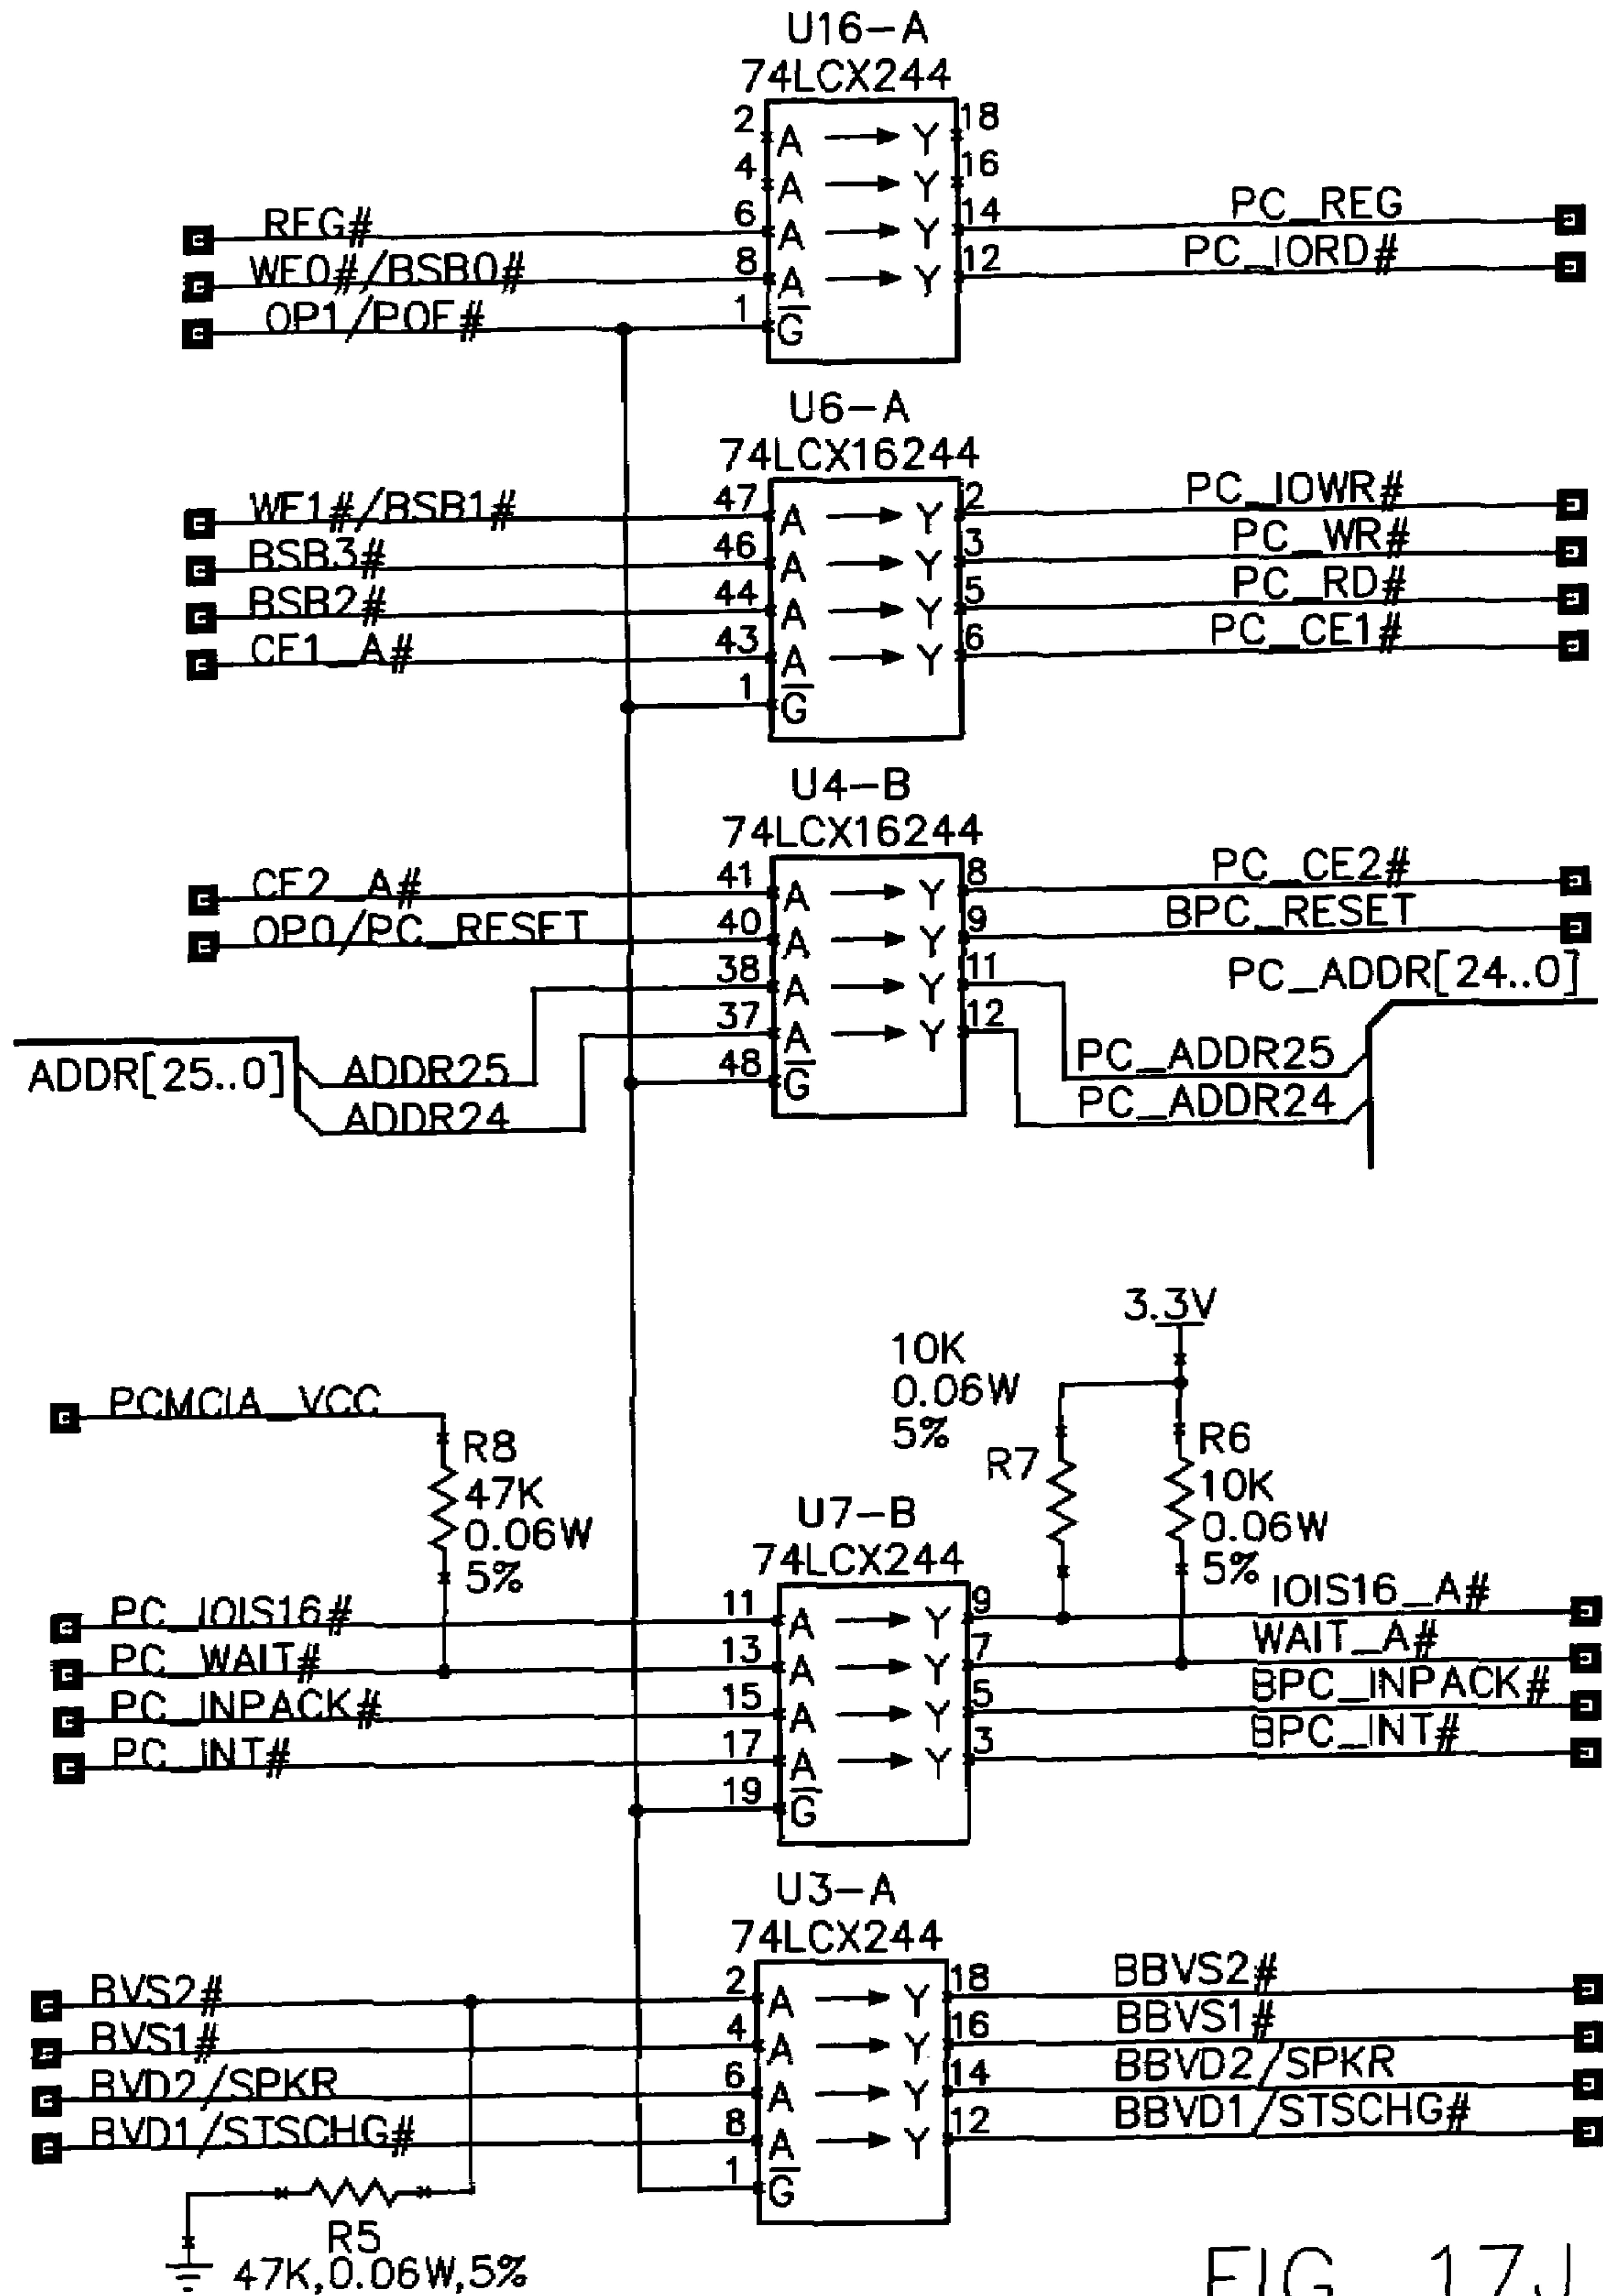 U16-A
74LCX244
2 A Y 18
4 A Y 16
REG# 6 A Y 14 PC_REG
WE0#/BSB0# 8 A Y 12 PC_IORD#
OP1/POE# 1 G
U6-A
74LCX16244
WE1#/BSB1# 47 A Y 2 PC_IOWR#
BSB3# 46 A Y 3 PC_WR#
BSB2# 44 A Y 5 PC_RD#
CE1_A# 43 A Y 6 PC_CE1#
1 G
U4-B
74LCX16244
CE2_A# 41 A Y 8 PC_CE2#
OP0/PC_RESET 40 A Y 9 BPC_RESET
38 A Y 11 PC_ADDR[24..0]
37 A Y 12
ADDR[25..0] ADDR25 48 G PC_ADDR25
ADDR24 PC_ADDR24
3.3V
10K
0.06W
5%
R7
R6
10K
0.06W
5%
PCMCIA_VCC
R8
47K
0.06W
5%
U7-B
74LCX244
PC_IOIS16# 11 A Y 9 IOIS16_A#
PC_WAIT# 13 A Y 7 WAIT_A#
PC_INPACK# 15 A Y 5 BPC_INPACK#
PC_INT# 17 A Y 3 BPC_INT#
19 G
U3-A
74LCX244
BVS2# 2 A Y 18 BBVS2#
BVS1# 4 A Y 16 BBVS1#
BVD2/SPKR 6 A Y 14 BBVD2/SPKR
BVD1/STSCHG# 8 A Y 12 BBVD1/STSCHG#
1 G
R5
47K,0.06W,5%
FIG. 17J